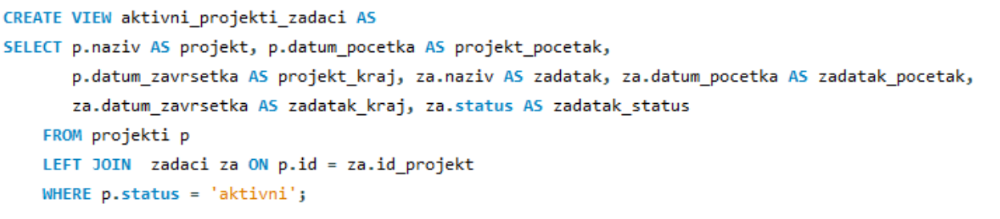 CREATE VIEW aktivni_projekti_zadaci AS
SELECT p.naziv AS projekt, p.datum_pocetka AS projekt_pocetak,
p.datum_zavrsetka AS projekt_kraj, za.naziv AS zadatak, za.datum_pocetka AS zadatak_pocetak,
za.datum_zavrsetka AS zadatak_kraj, za.status AS zadatak_status
FROM projekti p
LEFT JOIN  zadaci za ON p.id = za.id_projekt
WHERE p.status = 'aktivni';